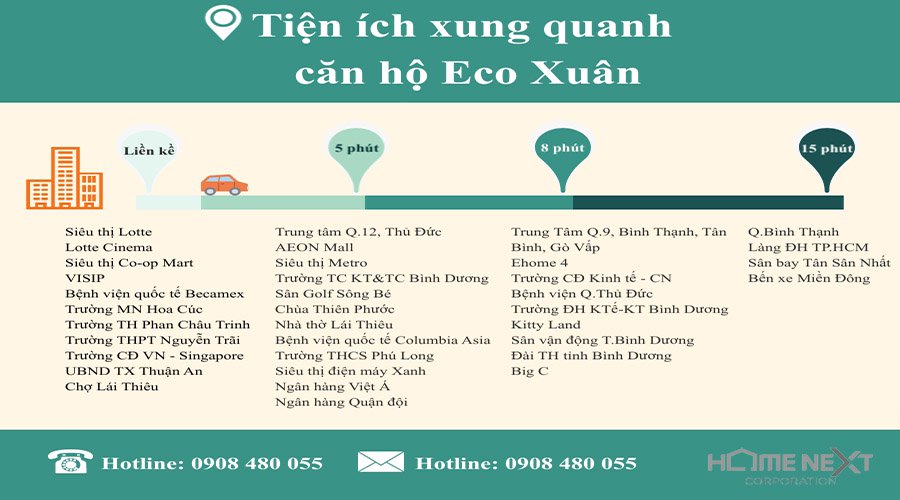 Tiện ích xung quanh
căn hộ Eco Xuân
Liền kề
5 phút
8 phút
15 phút
Siêu thị Lotte
Lotte Cinema
Siêu thị Co-op Mart
VISIP
Bệnh viện quốc tế Becamex
Trường MN Hoa Cúc
Trường TH Phan Châu Trinh
Trường THPT Nguyễn Trãi
Trường CĐ VN - Singapore
UBND TX Thuận An
Chợ Lái Thiêu
Trung tâm Q.12, Thủ Đức
AEON Mall
Siêu thị Metro
Trường TC KT&TC Bình Dương
Sân Golf Sông Bé
Chùa Thiên Phước
Nhà thờ Lái Thiêu
Bệnh viện quốc tế Columbia Asia
Trường THCS Phú Long
Siêu thị điện máy Xanh
Ngân hàng Việt Á
Ngân hàng Quân đội
Trung Tâm Q.9, Bình Thạnh, Tân
Bình, Gò Vấp
Ehome 4
Trường CĐ Kinh tế - CN
Bệnh viện Q.Thủ Đức
Trường ĐH KTế-KT Bình Dương
Kitty Land
Sân vận động T.Bình Dương
Đài TH tỉnh Bình Dương
Big C
Q.Bình Thạnh
Làng ĐH TP.HCM
Sân bay Tân Sân Nhất
Bến xe Miền Đông
Hotline: 0908 480 055
Hotline: 0908 480 055
HOME NEXT
CORPORATION